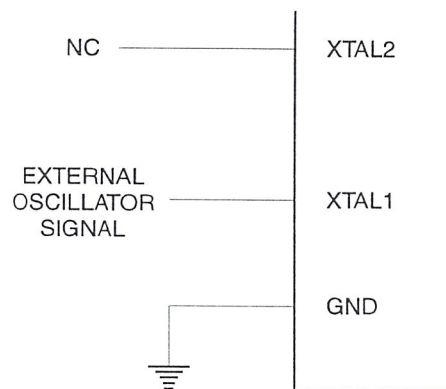 NC
XTAL2
EXTERNAL
OSCILLATOR
SIGNAL
XTAL1
GND